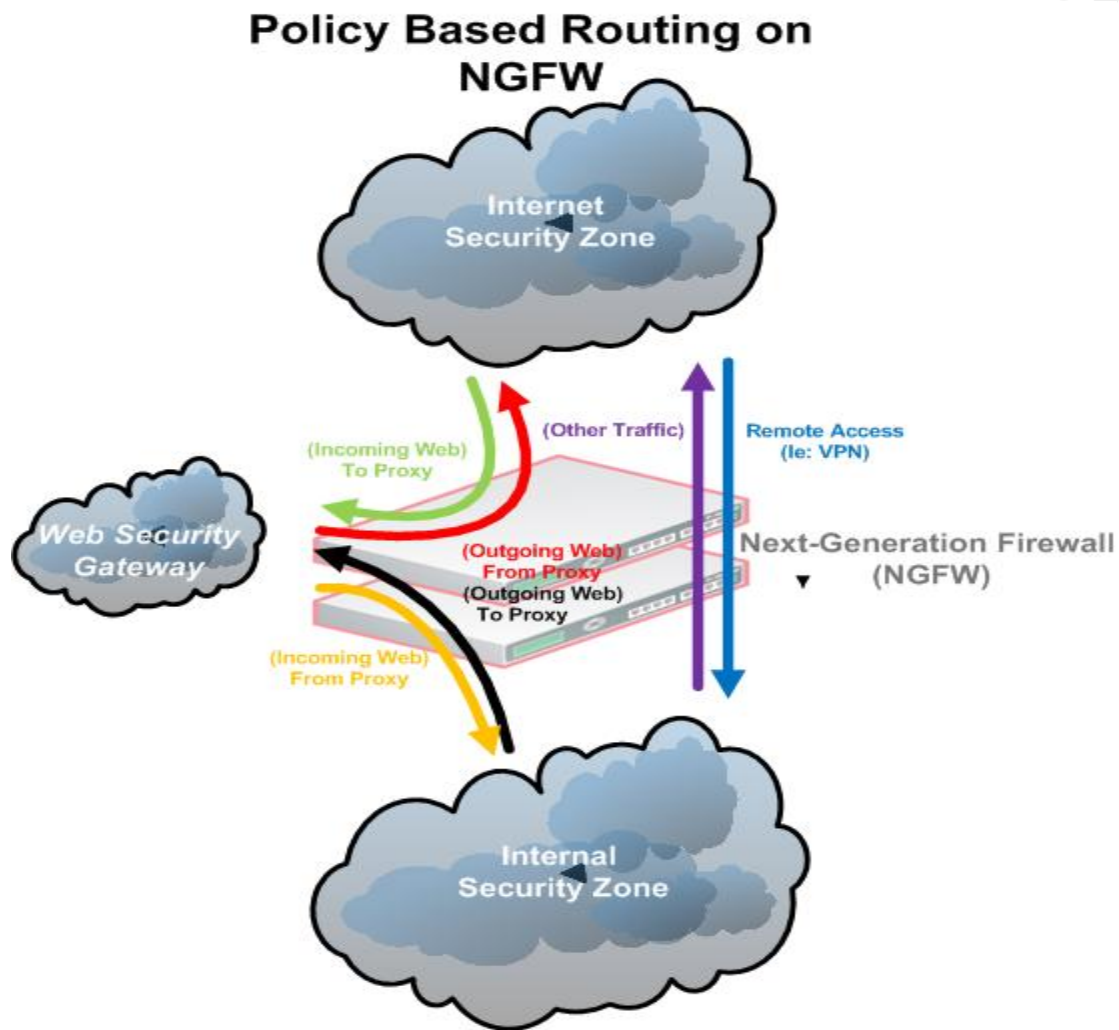 Policy Based Routing on
NGFW
Internet
Security Zone
(Incoming Web)
To Proxy
(Other Traffic)
Remote Access
(Ie: VPN)
Web Security
Gateway
(Outgoing Web)
From Proxy
(Outgoing Web)
To Proxy
Next-Generation Firewall
(NGFW)
(Incoming Web)
From Proxy
Internal
Security Zone